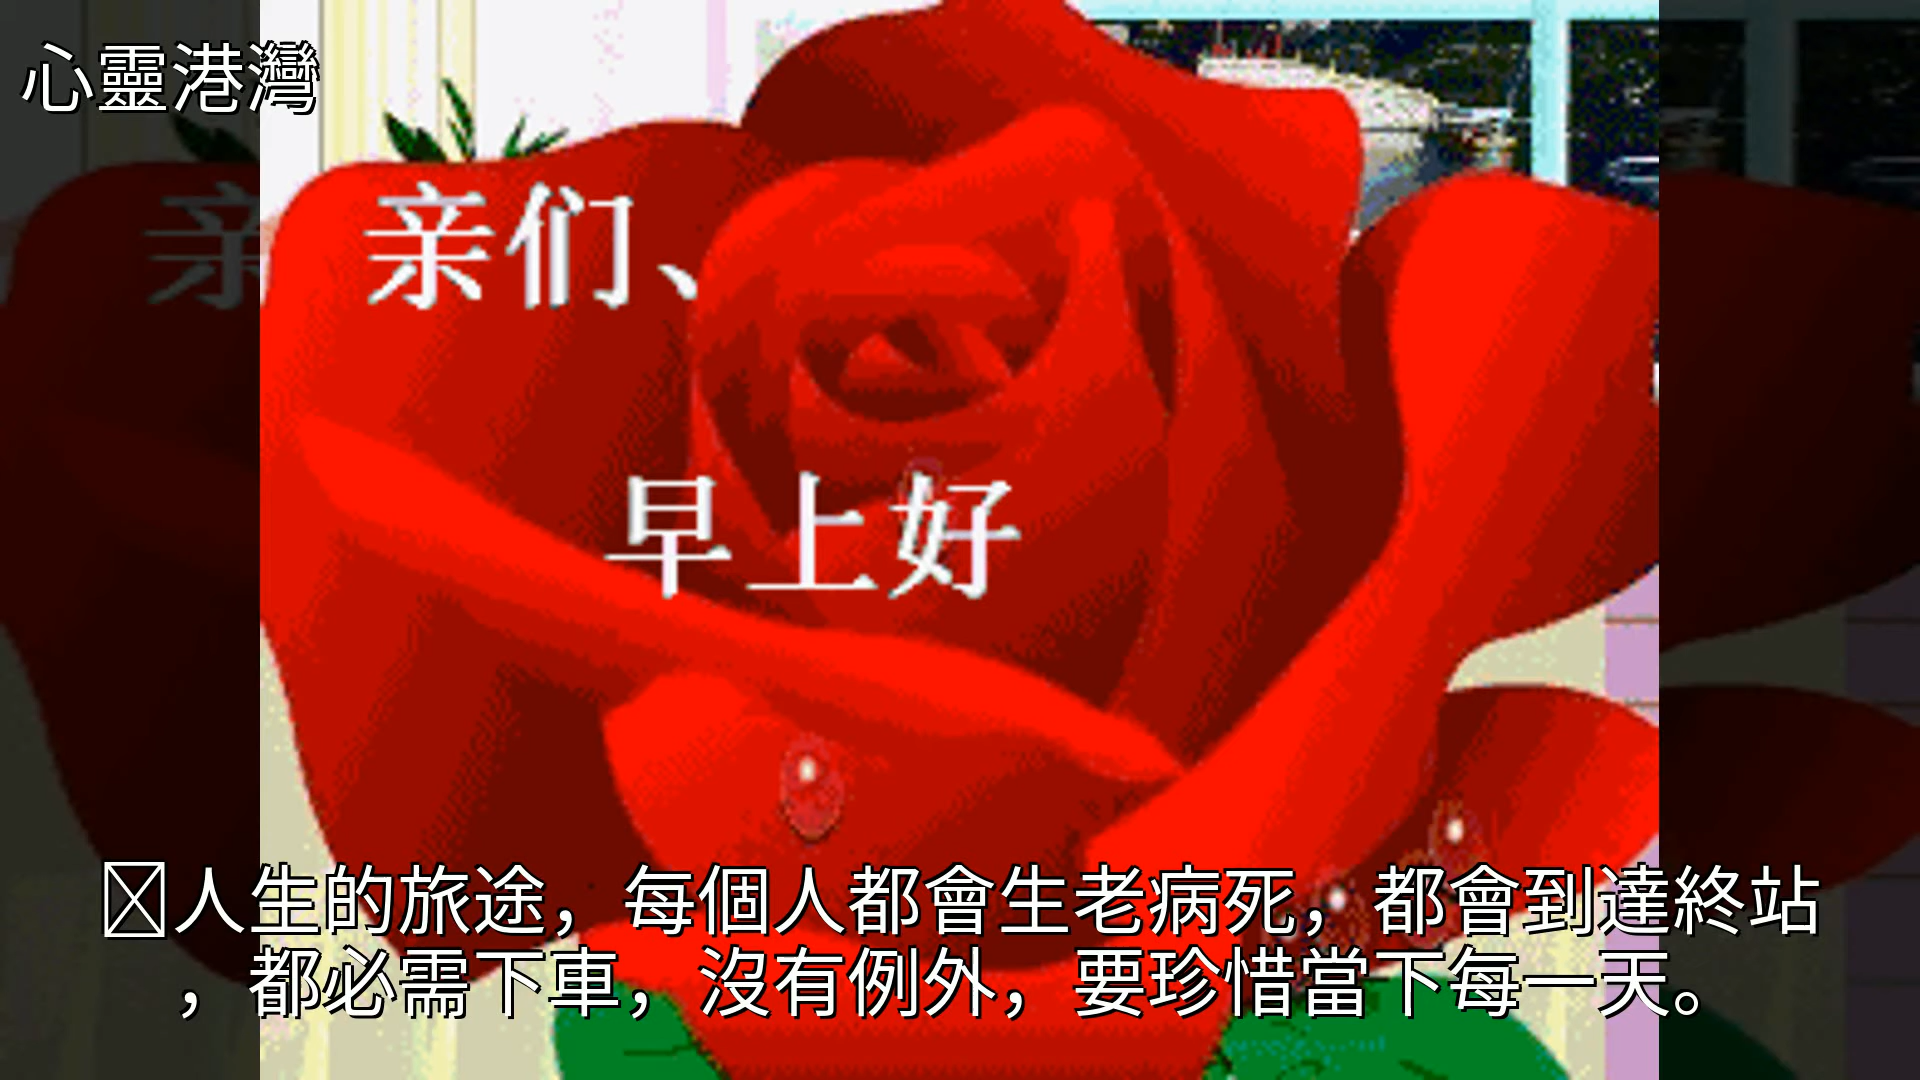 心靈港灣
亲们、
早上好
人生的旅途，每個人都會生老病死，都會到達終站
，都必需下車，沒有例外，要珍惜當下每一天。